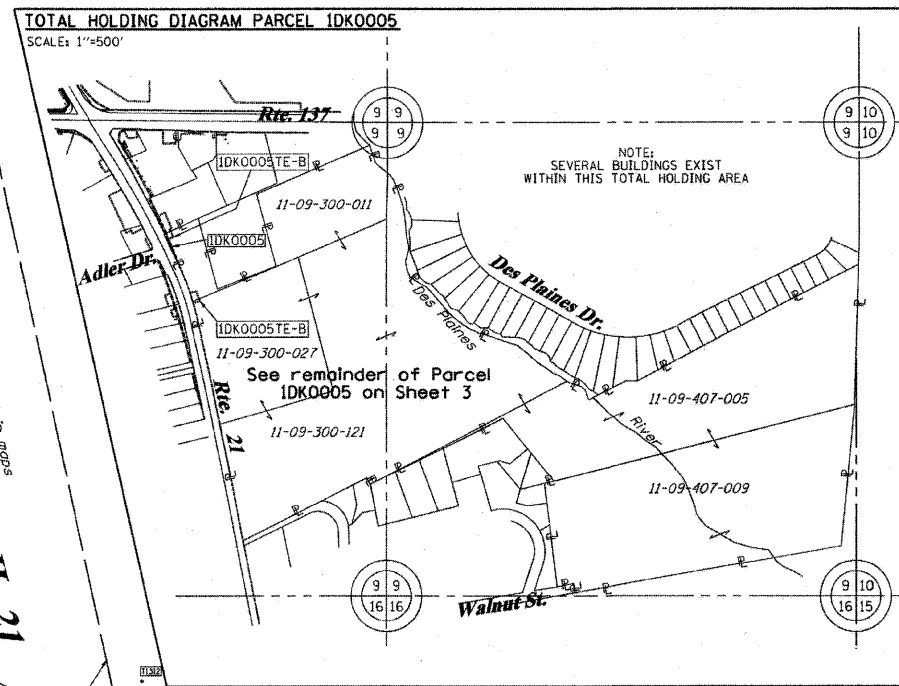 TOTAL HOLDING DIAGRAM PARCEL 1DK0005
SCALE: 1"=500'
Rte. 137
9 9
9 9
9 10
9 10
NOTE:
SEVERAL BUILDINGS EXIST
WITHIN THIS TOTAL HOLDING AREA
1DK0005TE-B
11-09-300-011
1DK0005
Adler Dr.
Des Plaines Dr.
Des Plaines
1DK0005TE-B
11-09-300-027
See remainder of Parcel
1DK0005 on Sheet 3
Rte. 21
11-09-407-005
11-09-300-121
River
11-09-407-009
maps
9 9
16 16
9 10
16 15
Walnut St.
21